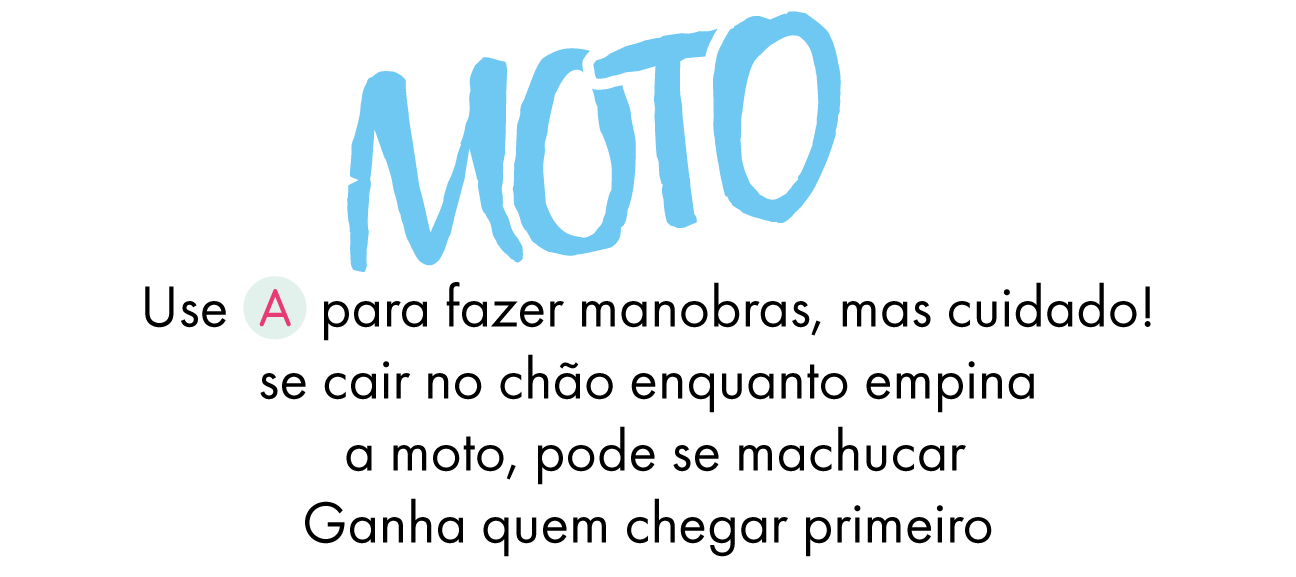 MOTO
Use A para fazer manobras, mas cuidado!
se cair no chão enquanto empina
a moto, pode se machucar
Ganha quem chegar primeiro